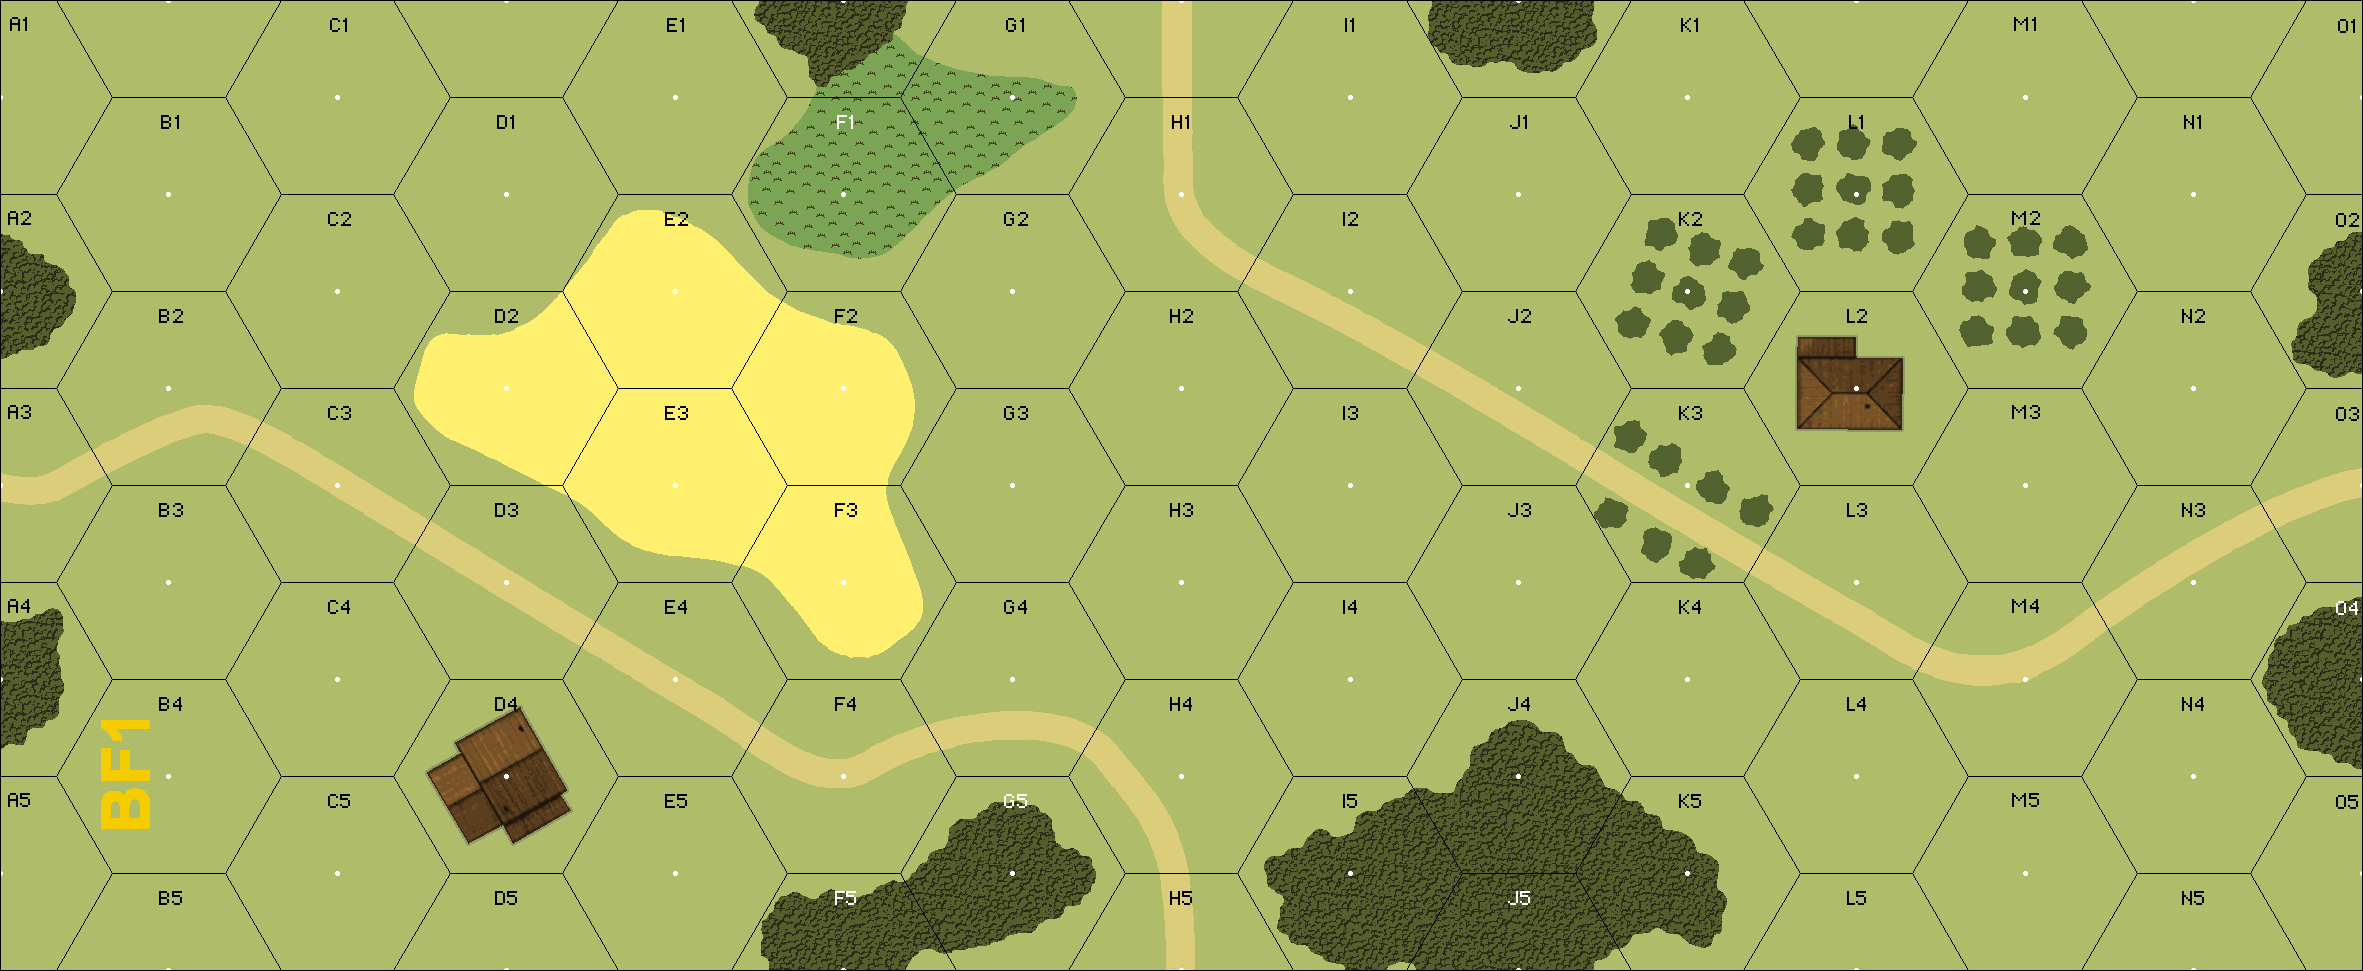 A1 C1 E1 G1 I1 K1 M1 O1
B1 D1 F1 H1 J1 L1 N1
A2 C2 E2 G2 I2 K2 M2 O2
B2 D2 F2 H2 J2 L2 N2
A3 C3 E3 G3 I3 K3 M3 O3
B3 D3 F3 H3 J3 L3 N3
A4 C4 E4 G4 I4 K4 M4 O4
B4 D4 F4 H4 J4 L4 N4
BF1
A5 C5 E5 G5 I5 K5 M5 O5
B5 D5 F5 H5 J5 L5 N5